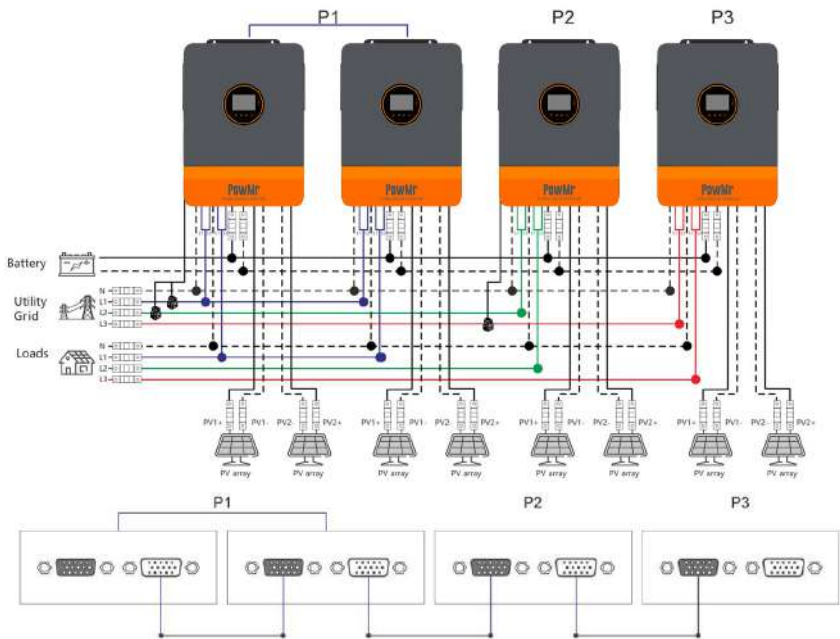 P1 P2 P3
PowMr PowMr PowMr PowMr
Battery
Utility
Grid
N
L1
L2
L3
Loads
N
L1
L2
L3
PV1+ PV1- PV2- PV2+ PV1+ PV1- PV2- PV2+ PV1+ PV1- PV2- PV2+ PV1+ PV1- PV2- PV2+
PV array PV array PV array PV array PV array PV array PV array PV array
P1 P2 P3